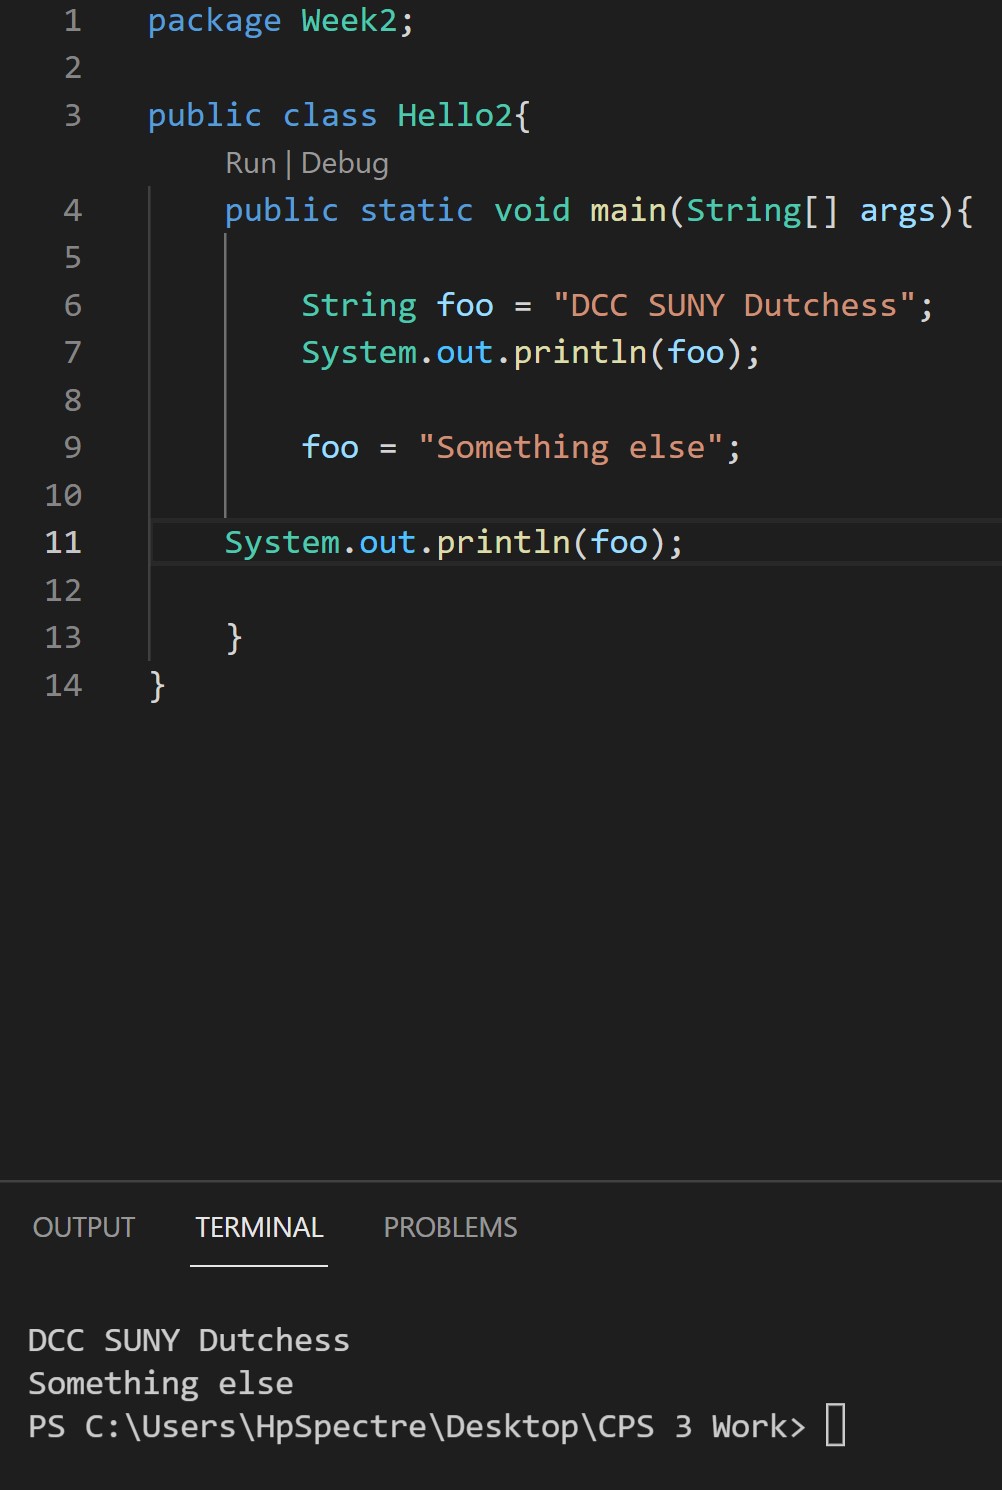 1 package Week2;
2
3 public class Hello2{
Run | Debug
4 public static void main(String[] args){
5
6 String foo = "DCC SUNY Dutchess";
7 System.out.println(foo);
8
9 foo = "Something else";
10
11 System.out.println(foo);
12
13 }
14 }
OUTPUT TERMINAL PROBLEMS
DCC SUNY Dutchess
Something else
PS C:\Users\HpSpectre\Desktop\CPS 3 Work>